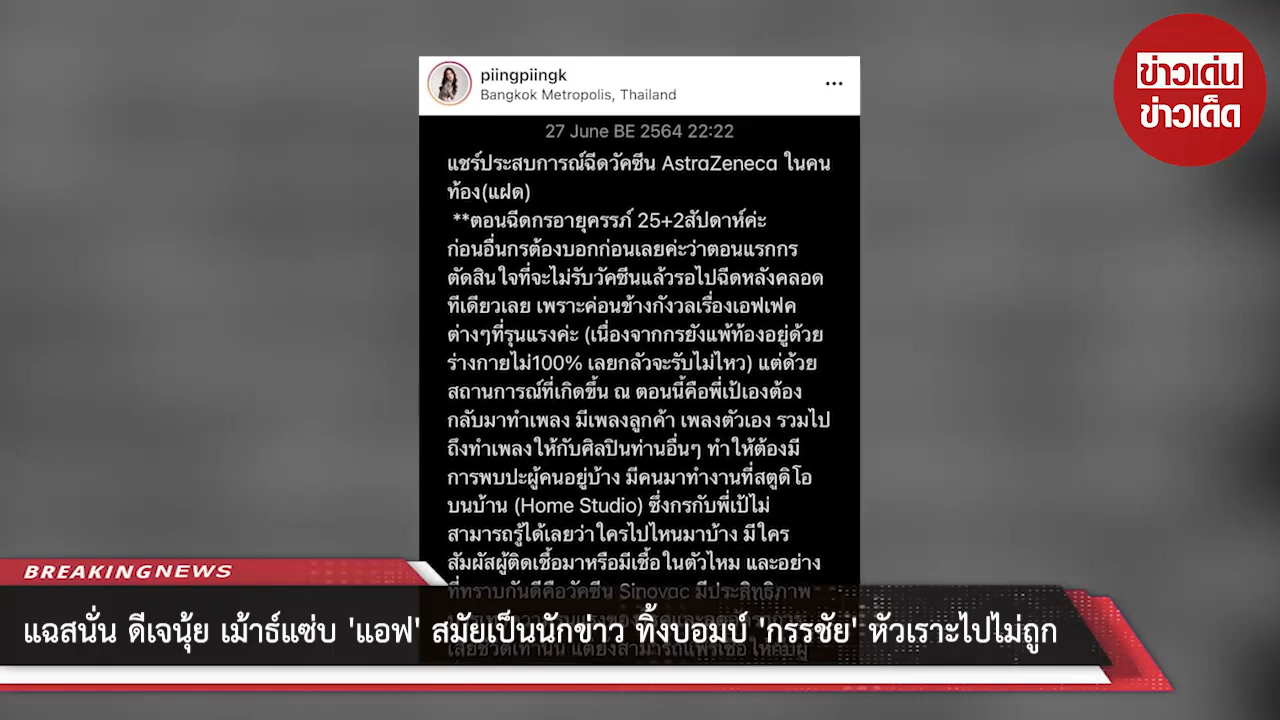 ข่าวเด่น
ข่าวเด็ด
piingpiingk
Bangkok Metropolis, Thailand
27 June BE 2564 22:22
แชร์ประสบการณ์ฉีดวัคซีน AstraZeneca ในคน
ท้อง(แฝด)
**ตอนฉีดกรอายุครรภ์ 25+2สัปดาห์ค่ะ
ก่อนอื่นกรต้องบอกก่อนเลยค่ะว่าตอนแรกกร
ตัดสินใจที่จะไม่รับวัคซีนแล้วรอไปฉีดหลังคลอด
ทีเดียวเลย เพราะค่อนข้างกังวลเรื่องเอฟเฟค
ต่างๆที่รุนแรงค่ะ (เนื่องจากกรยังแพ้ท้องอยู่ด้วย
ร่างกายไม่100% เลยกลัวจะรับไม่ไหว) แต่ด้วย
สถานการณ์ที่เกิดขึ้น ณ ตอนนี้คือพี่เป้เองต้อง
กลับมาทำเพลง มีเพลงลูกค้า เพลงตัวเอง รวมไป
ถึงทำเพลงให้กับศิลปินท่านอื่นๆ ทำให้ต้องมี
การพบปะผู้คนอยู่บ้าง มีคนมาทำงานที่สตูดิโอ
บนบ้าน (Home Studio) ซึ่งกรกับพี่เป้ไม่
สามารถรู้ได้เลยว่าใครไปไหนมาบ้าง มีใคร
สัมผัสผู้ติดเชื้อมาหรือมีเชื้อในตัวไหม และอย่าง
ที่ทราบกันดีคือวัคซีน Sinovac มีประสิทธิภาพ
BREAKINGNEWS
แฉสนั่น ดีเจนุ้ย เม้าธ์แซ่บ 'แอฟ' สมัยเป็นนักข่าว ทิ้งบอมบ์ 'กรรชัย' หัวเราะไปไม่ถูก